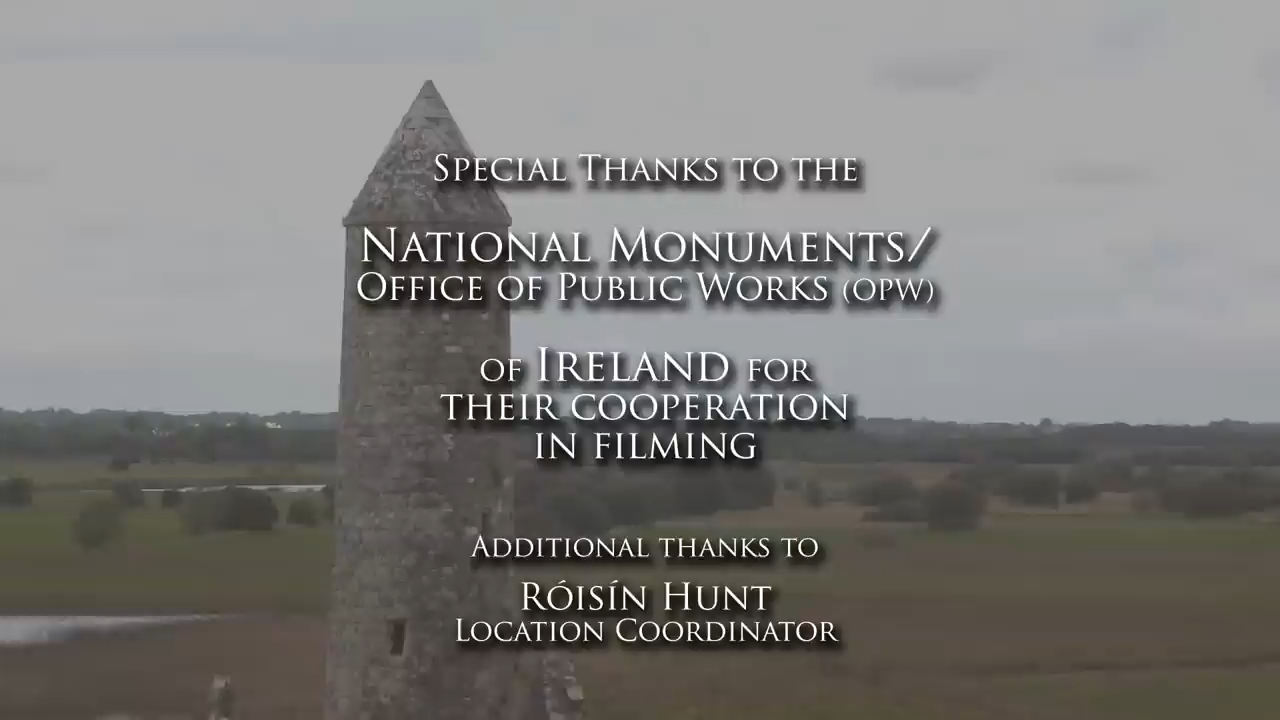 Special Thanks to the
National Monuments/
Office of Public Works (OPW)
of Ireland for
their cooperation
in filming
Additional thanks to
Róisín Hunt
Location Coordinator